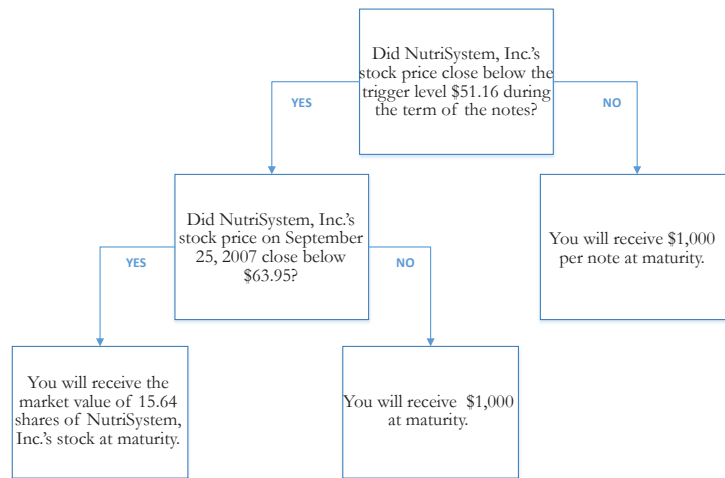 Did NutriSystem, Inc.'s
stock price close below the
trigger level $51.16 during
the term of the notes?
YES
NO
Did NutriSystem, Inc.'s
stock price on September
25, 2007 close below
$63.95?
You will receive $1,000
per note at maturity.
YES
NO
You will receive the
market value of 15.64
shares of NutriSystem,
Inc.'s stock at maturity.
You will receive $1,000
at maturity.